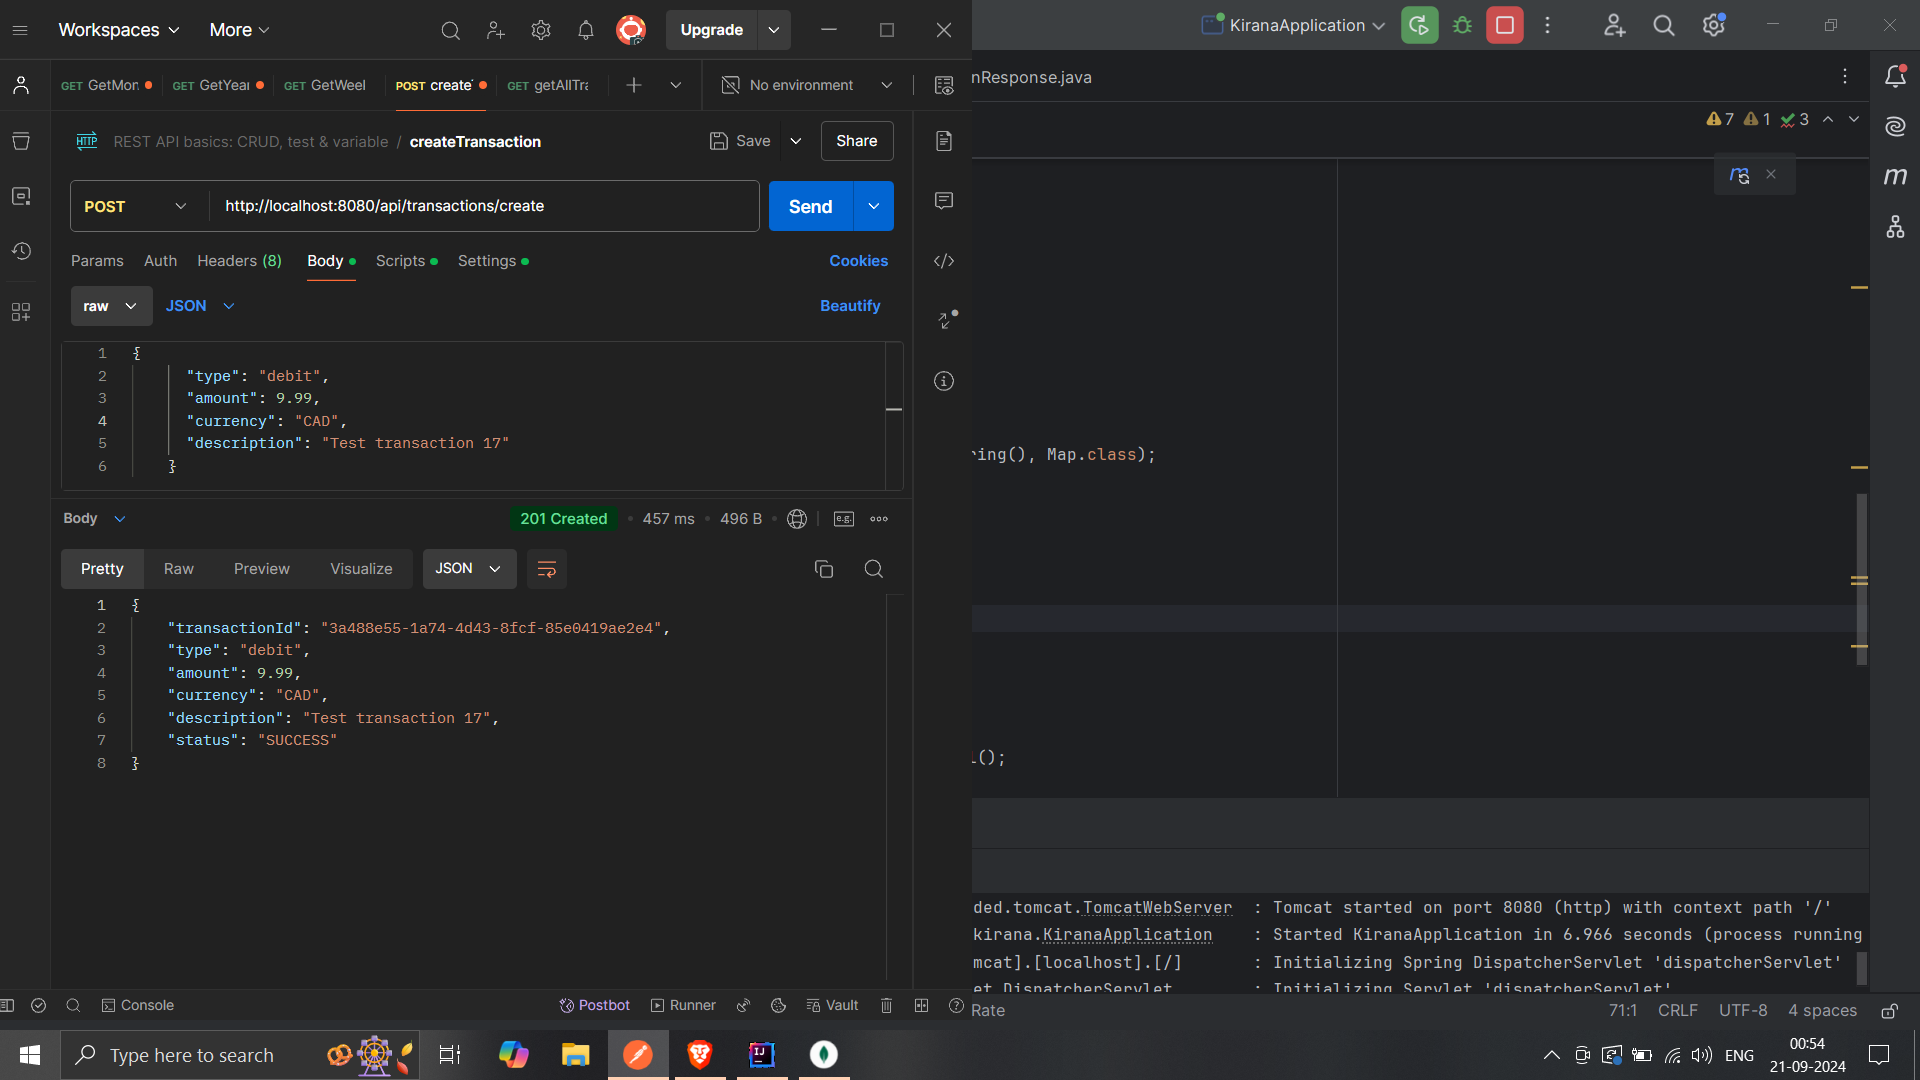 Workspaces More Upgrade
GET GetMon GET GetYear GET GetWeel POST create GET getAllTra No environment
HTTP REST API basics: CRUD, test & variable / createTransaction Save Share
POST http://localhost:8080/api/transactions/create Send
Params Auth Headers (8) Body Scripts Settings Cookies
raw JSON Beautify
1 {
2 "type": "debit",
3 "amount": 9.99,
4 "currency": "CAD",
5 "description": "Test transaction 17"
6 }
Body 201 Created 457 ms 496 B e.g.
Pretty Raw Preview Visualize JSON
1 {
2 "transactionId": "3a488e55-1a74-4d43-8fcf-85e0419ae2e4",
3 "type": "debit",
4 "amount": 9.99,
5 "currency": "CAD",
6 "description": "Test transaction 17",
7 "status": "SUCCESS"
8 }
Console Postbot Runner Vault
KiranaApplication
nResponse.java
7 1 3
m
m
ring(), Map.class);
();
ded.tomcat.TomcatWebServer : Tomcat started on port 8080 (http) with context path '/'
kirana.KiranaApplication : Started KiranaApplication in 6.966 seconds (process running
mcat].[localhost].[/] : Initializing Spring DispatcherServlet 'dispatcherServlet'
et.DispatcherServlet : Initializing Servlet 'dispatcherServlet'
Rate 71:1 CRLF UTF-8 4 spaces
Type here to search IJ ENG 00:54
21-09-2024